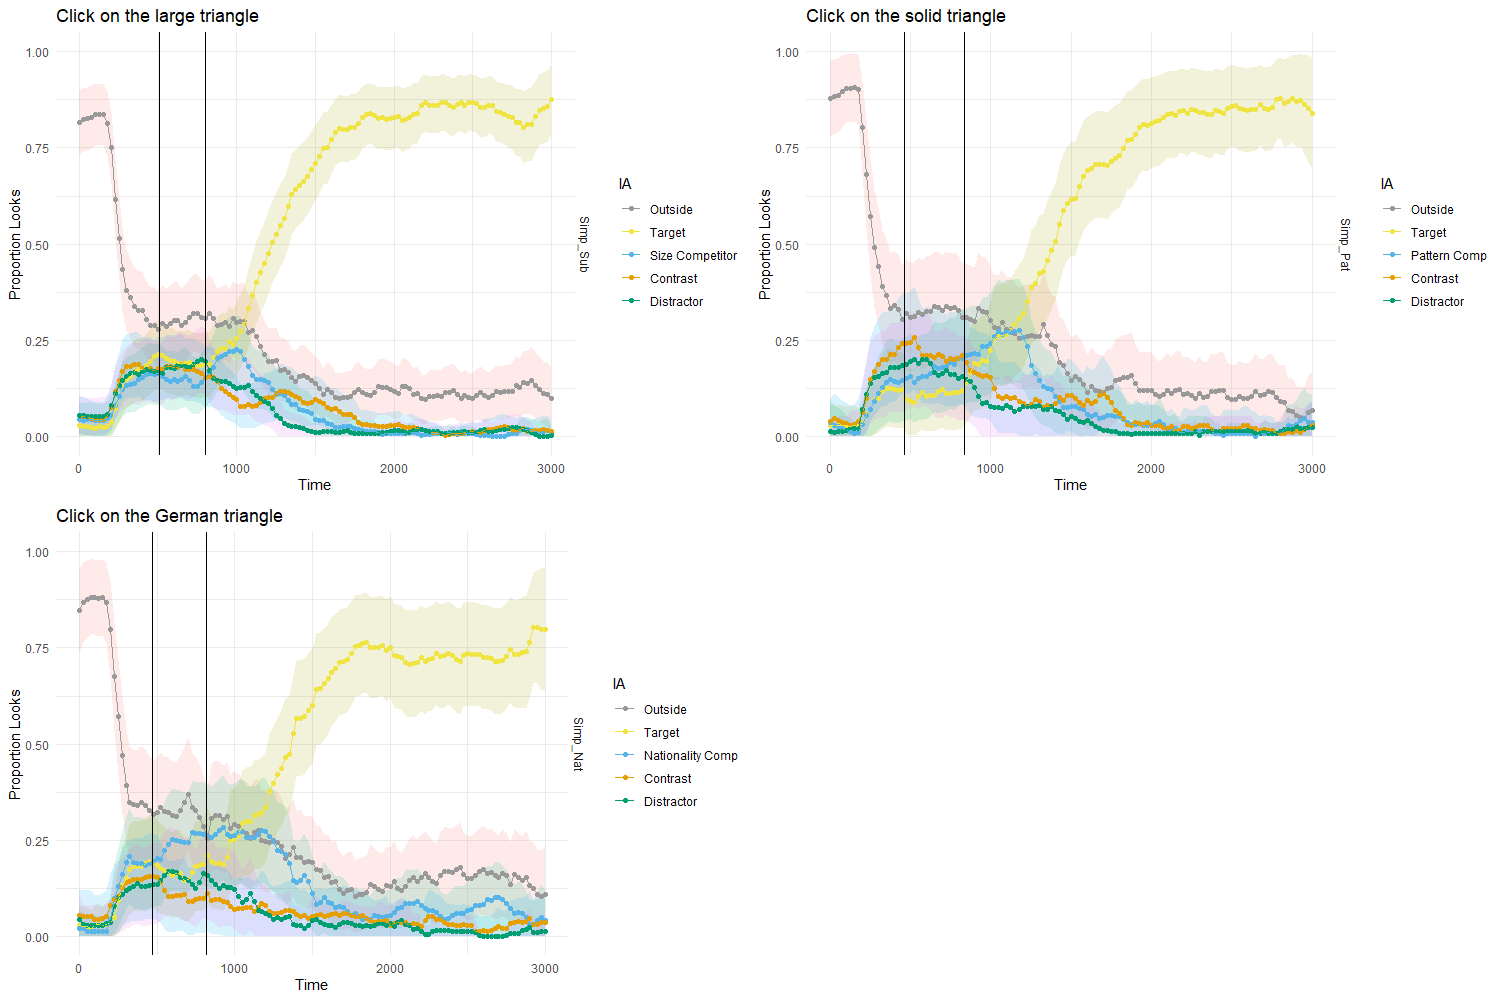 Click on the large triangle
1.00
0.75
0.50
0.25
0.00
Proportion Looks
0
1000
2000
3000
Time
Simp_Sub
IA
Outside
Target
Size Competitor
Contrast
Distractor
Click on the solid triangle
1.00
0.75
0.50
0.25
0.00
Proportion Looks
0
1000
2000
3000
Time
Simp_Pat
IA
Outside
Target
Pattern Comp
Contrast
Distractor
Click on the German triangle
1.00
0.75
0.50
0.25
0.00
Proportion Looks
0
1000
2000
3000
Time
Simp_Nat
IA
Outside
Target
Nationality Comp
Contrast
Distractor